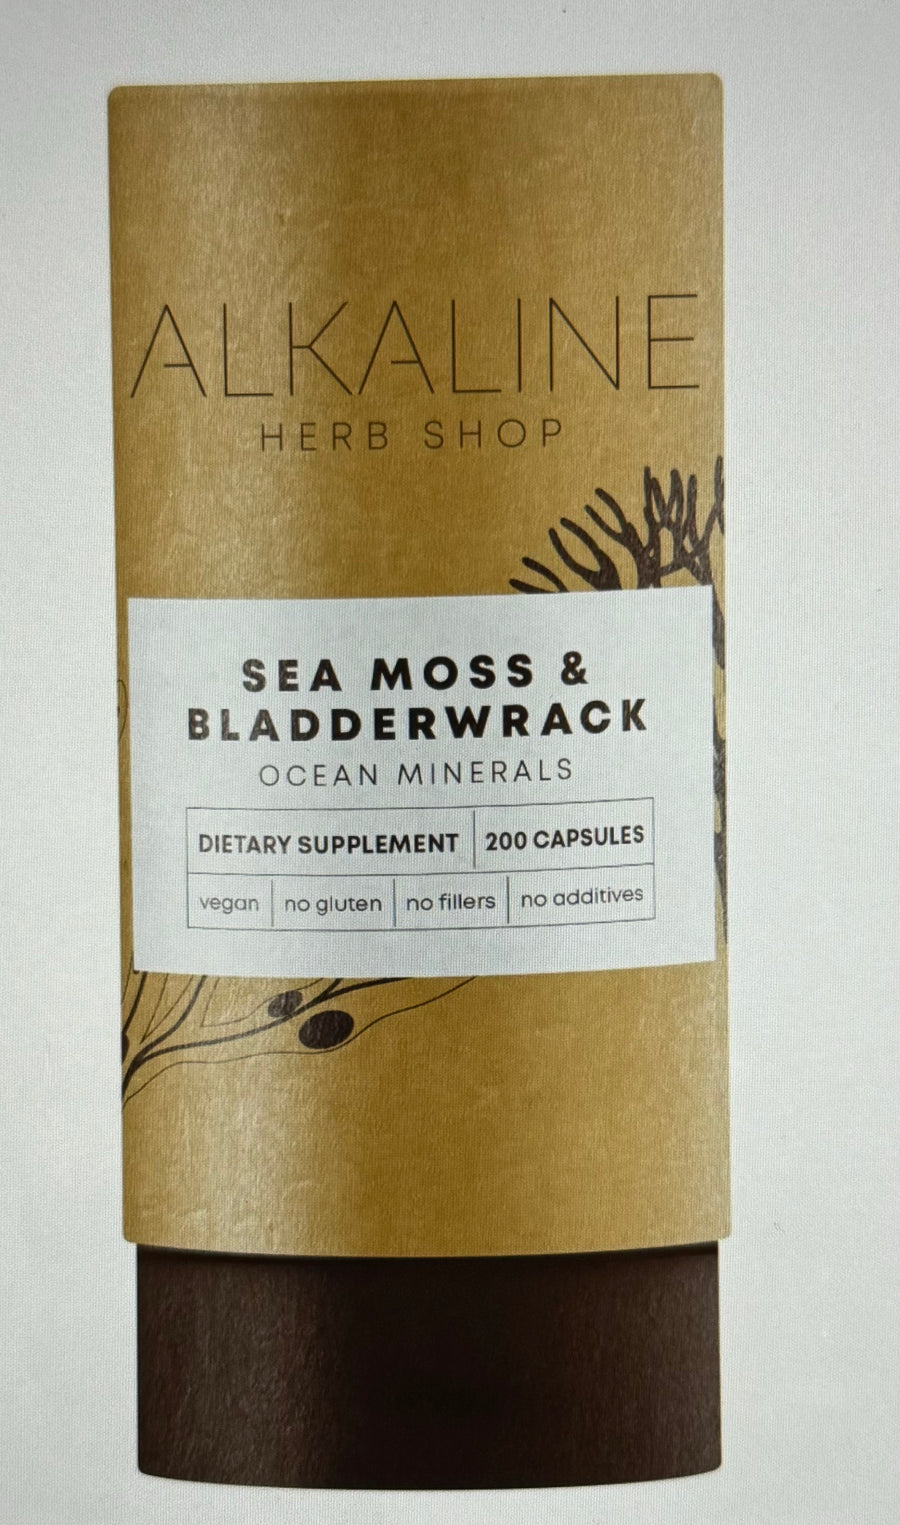 ALKALINE
HERB SHOP
SEA MOSS &
BLADDERWRACK
OCEAN MINERALS
DIETARY SUPPLEMENT 200 CAPSULES
vegan no gluten no fillers no additives